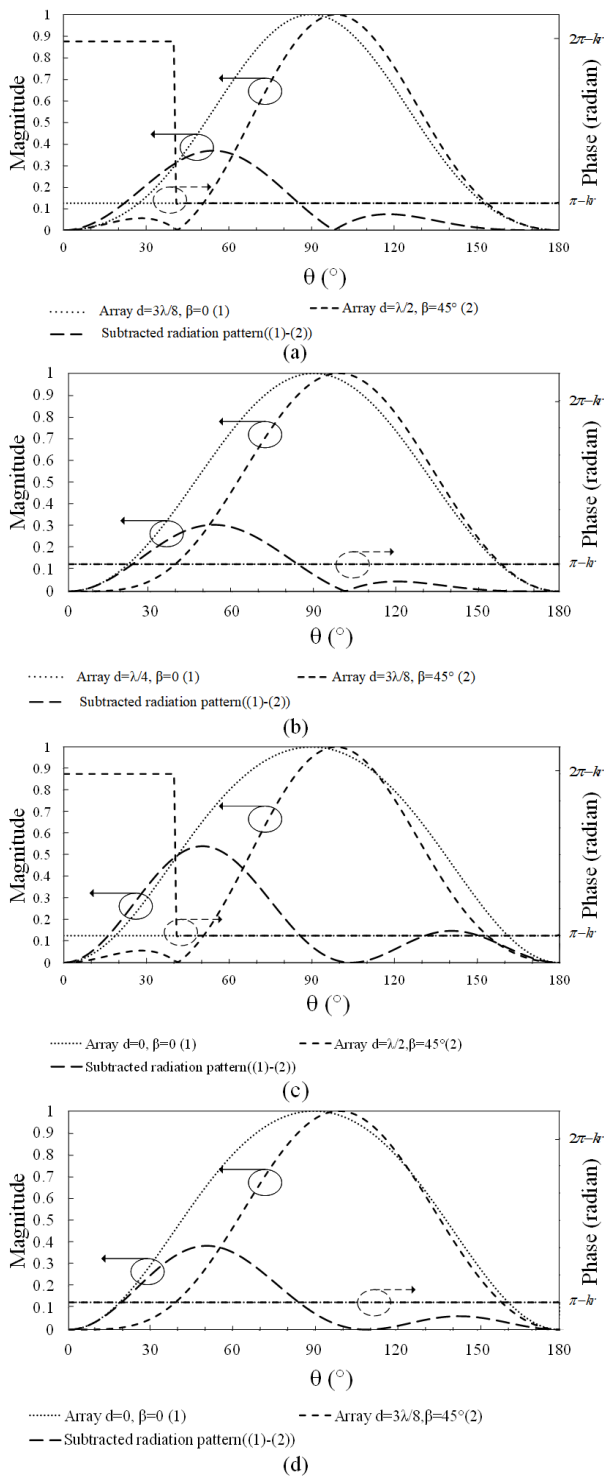 1
0.9
0.8
0.7
0.6
0.5
0.4
0.3
0.2
0.1
0
Magnitude
2π−kr
π−kr
Phase (radian)
0 30 60 90 120 150 180
θ (°)
Array d=3λ/8, β=0 (1) Array d=λ/2, β=45° (2)
Subtracted radiation pattern((1)-(2))
(a)
1
0.9
0.8
0.7
0.6
0.5
0.4
0.3
0.2
0.1
0
Magnitude
2π−kr
π−kr
Phase (radian)
0 30 60 90 120 150 180
θ (°)
Array d=λ/4, β=0 (1) Array d=3λ/8, β=45° (2)
Subtracted radiation pattern((1)-(2))
(b)
1
0.9
0.8
0.7
0.6
0.5
0.4
0.3
0.2
0.1
0
Magnitude
2π−kr
π−kr
Phase (radian)
0 30 60 90 120 150 180
θ (°)
Array d=0, β=0 (1) Array d=λ/2,β=45°(2)
Subtracted radiation pattern((1)-(2))
(c)
1
0.9
0.8
0.7
0.6
0.5
0.4
0.3
0.2
0.1
0
Magnitude
2π−kr
π−kr
Phase (radian)
0 30 60 90 120 150 180
θ (°)
Array d=0, β=0 (1) Array d=3λ/8,β=45°(2)
Subtracted radiation pattern((1)-(2))
(d)